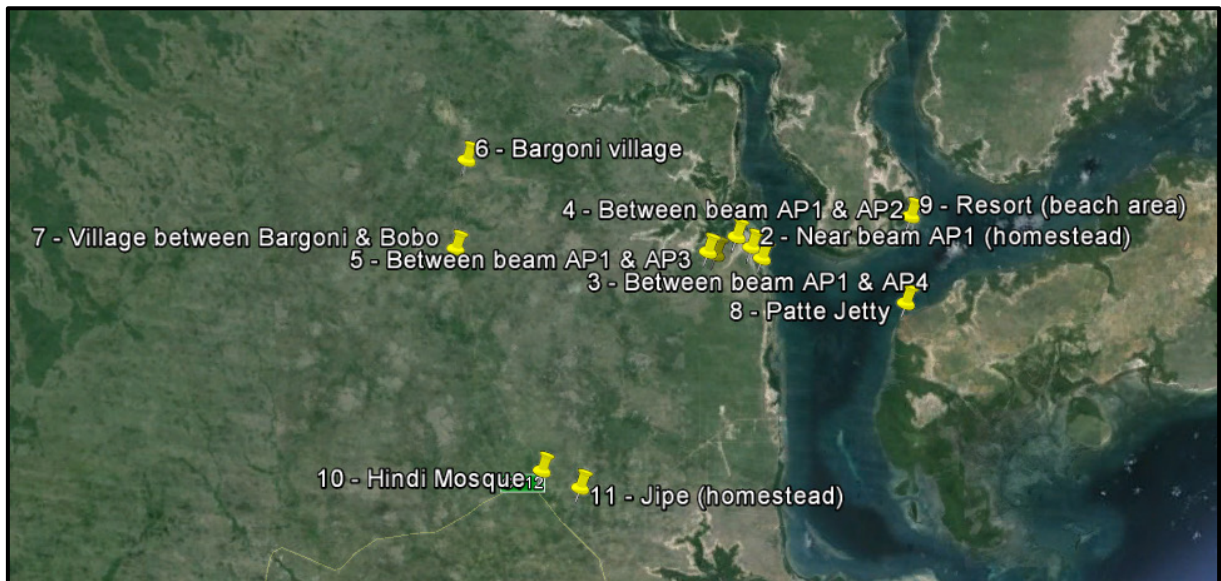 6 - Bargoni village
4 - Between beam AP1 & AP2
9 - Resort (beach area)
7 - Village between Bargoni & Bobo
2 - Near beam AP1 (homestead)
5 - Between beam AP1 & AP3
3 - Between beam AP1 & AP4
8 - Patte Jetty
10 - Hindi Mosque
12
11 - Jipe (homestead)